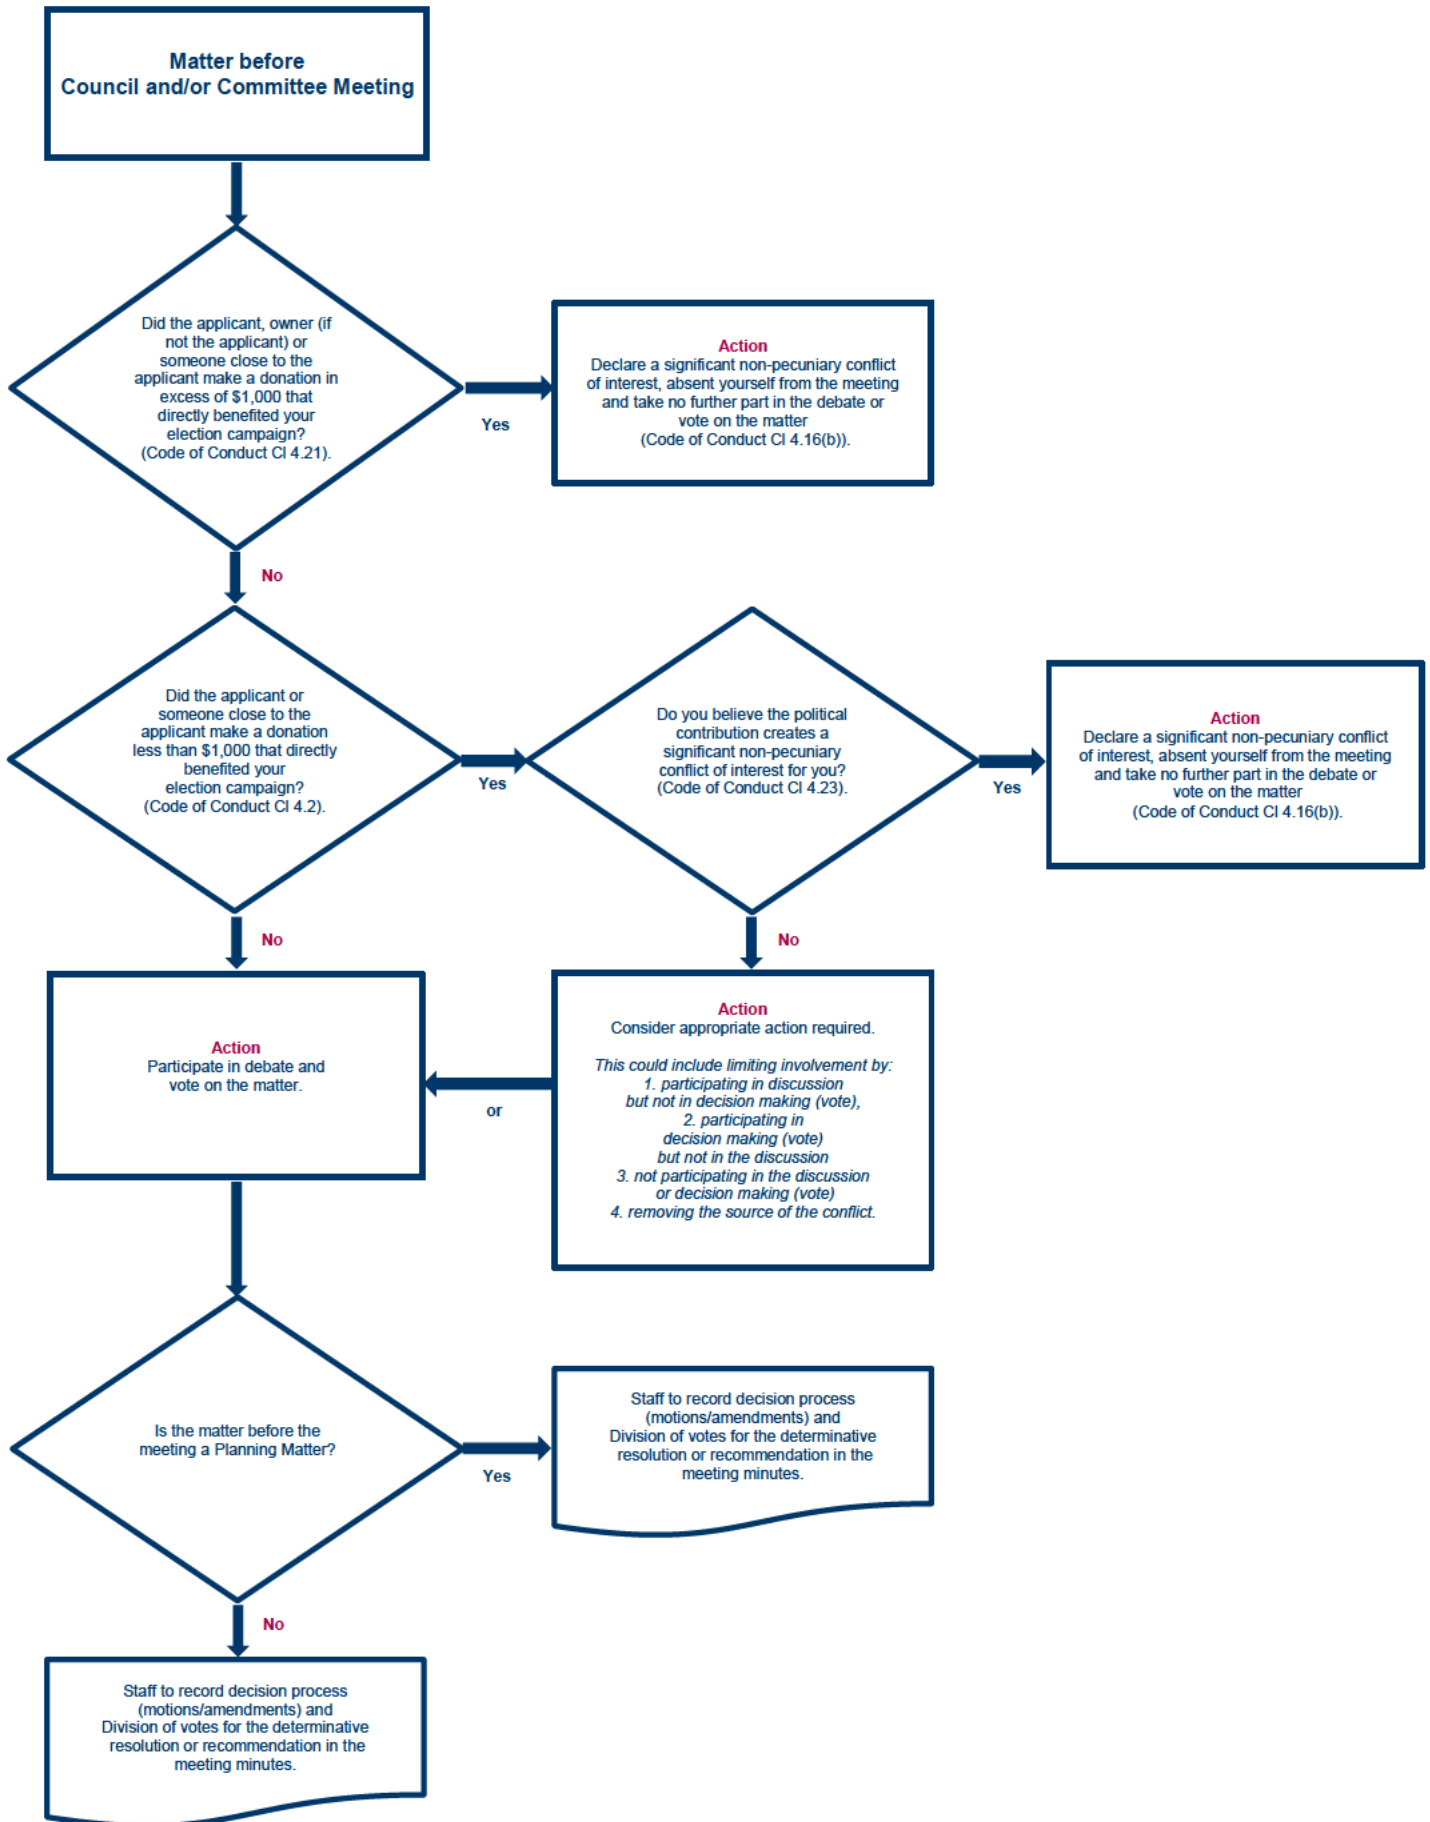 Matter before
Council and/or Committee Meeting
Did the applicant, owner (if
not the applicant) or
someone close to the
applicant make a donation in
excess of $1,000 that
directly benefited your
election campaign?
(Code of Conduct Cl 4.21).
Yes
Action
Declare a significant non-pecuniary conflict
of interest, absent yourself from the meeting
and take no further part in the debate or
vote on the matter
(Code of Conduct Cl 4.16(b)).
No
Did the applicant or
someone close to the
applicant make a donation
less than $1,000 that directly
benefited your
election campaign?
(Code of Conduct Cl 4.2).
Yes
Do you believe the political
contribution creates a
significant non-pecuniary
conflict of interest for you?
(Code of Conduct Cl 4.23).
Yes
Action
Declare a significant non-pecuniary conflict
of interest, absent yourself from the meeting
and take no further part in the debate or
vote on the matter
(Code of Conduct Cl 4.16(b)).
No
No
Action
Participate in debate and
vote on the matter.
or
Action
Consider appropriate action required.
This could include limiting involvement by:
1. participating in discussion
but not in decision making (vote),
2. participating in
decision making (vote)
but not in the discussion
3. not participating in the discussion
or decision making (vote)
4. removing the source of the conflict.
Is the matter before the
meeting a Planning Matter?
Yes
Staff to record decision process
(motions/amendments) and
Division of votes for the determinative
resolution or recommendation in the
meeting minutes.
No
Staff to record decision process
(motions/amendments) and
Division of votes for the determinative
resolution or recommendation in the
meeting minutes.